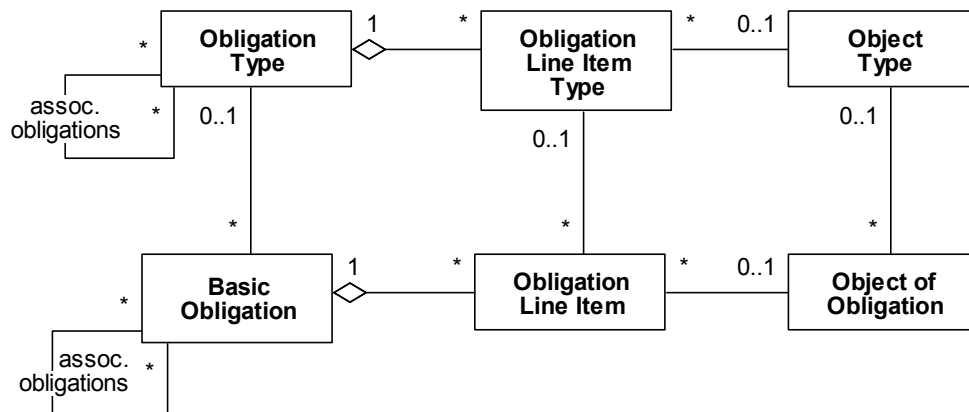 * Obligation Type 1 * Obligation Line Item Type * 0..1 Object Type
assoc. obligations * 0..1 0..1 0..1
* * *
* Basic Obligation 1 * Obligation Line Item * 0..1 Object of Obligation
assoc. obligations *